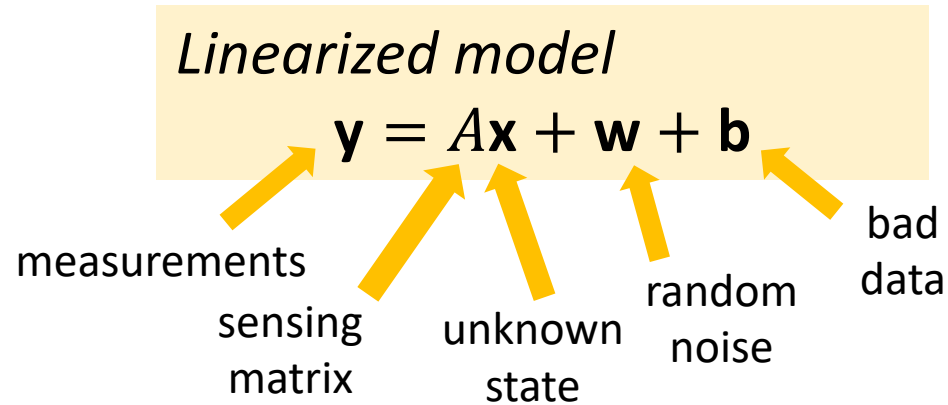 Linearized model
y = Ax + w + b
measurements
sensing
matrix
unknown
state
random
noise
bad
data